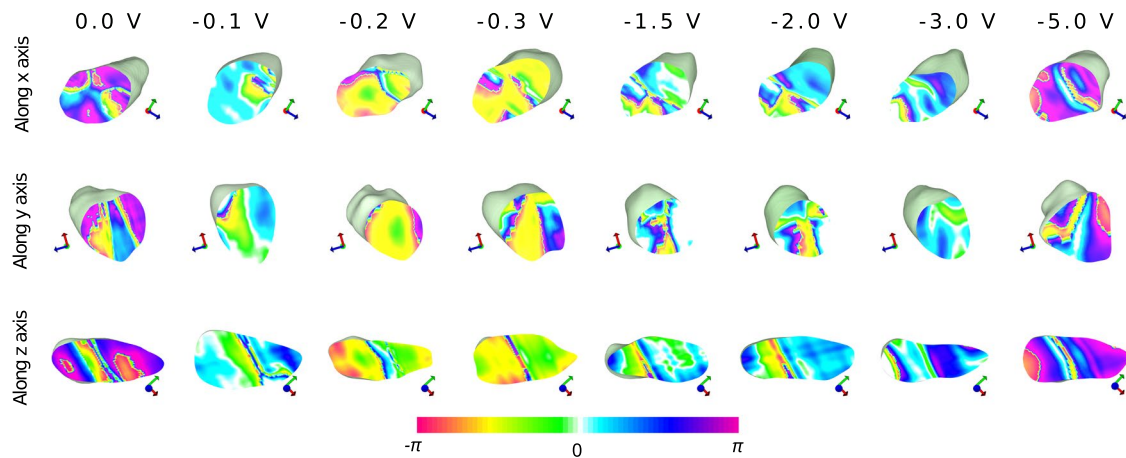 0.0 V -0.1 V -0.2 V -0.3 V -1.5 V -2.0 V -3.0 V -5.0 V
Along x axis
Along y axis
Along z axis
-π 0 π